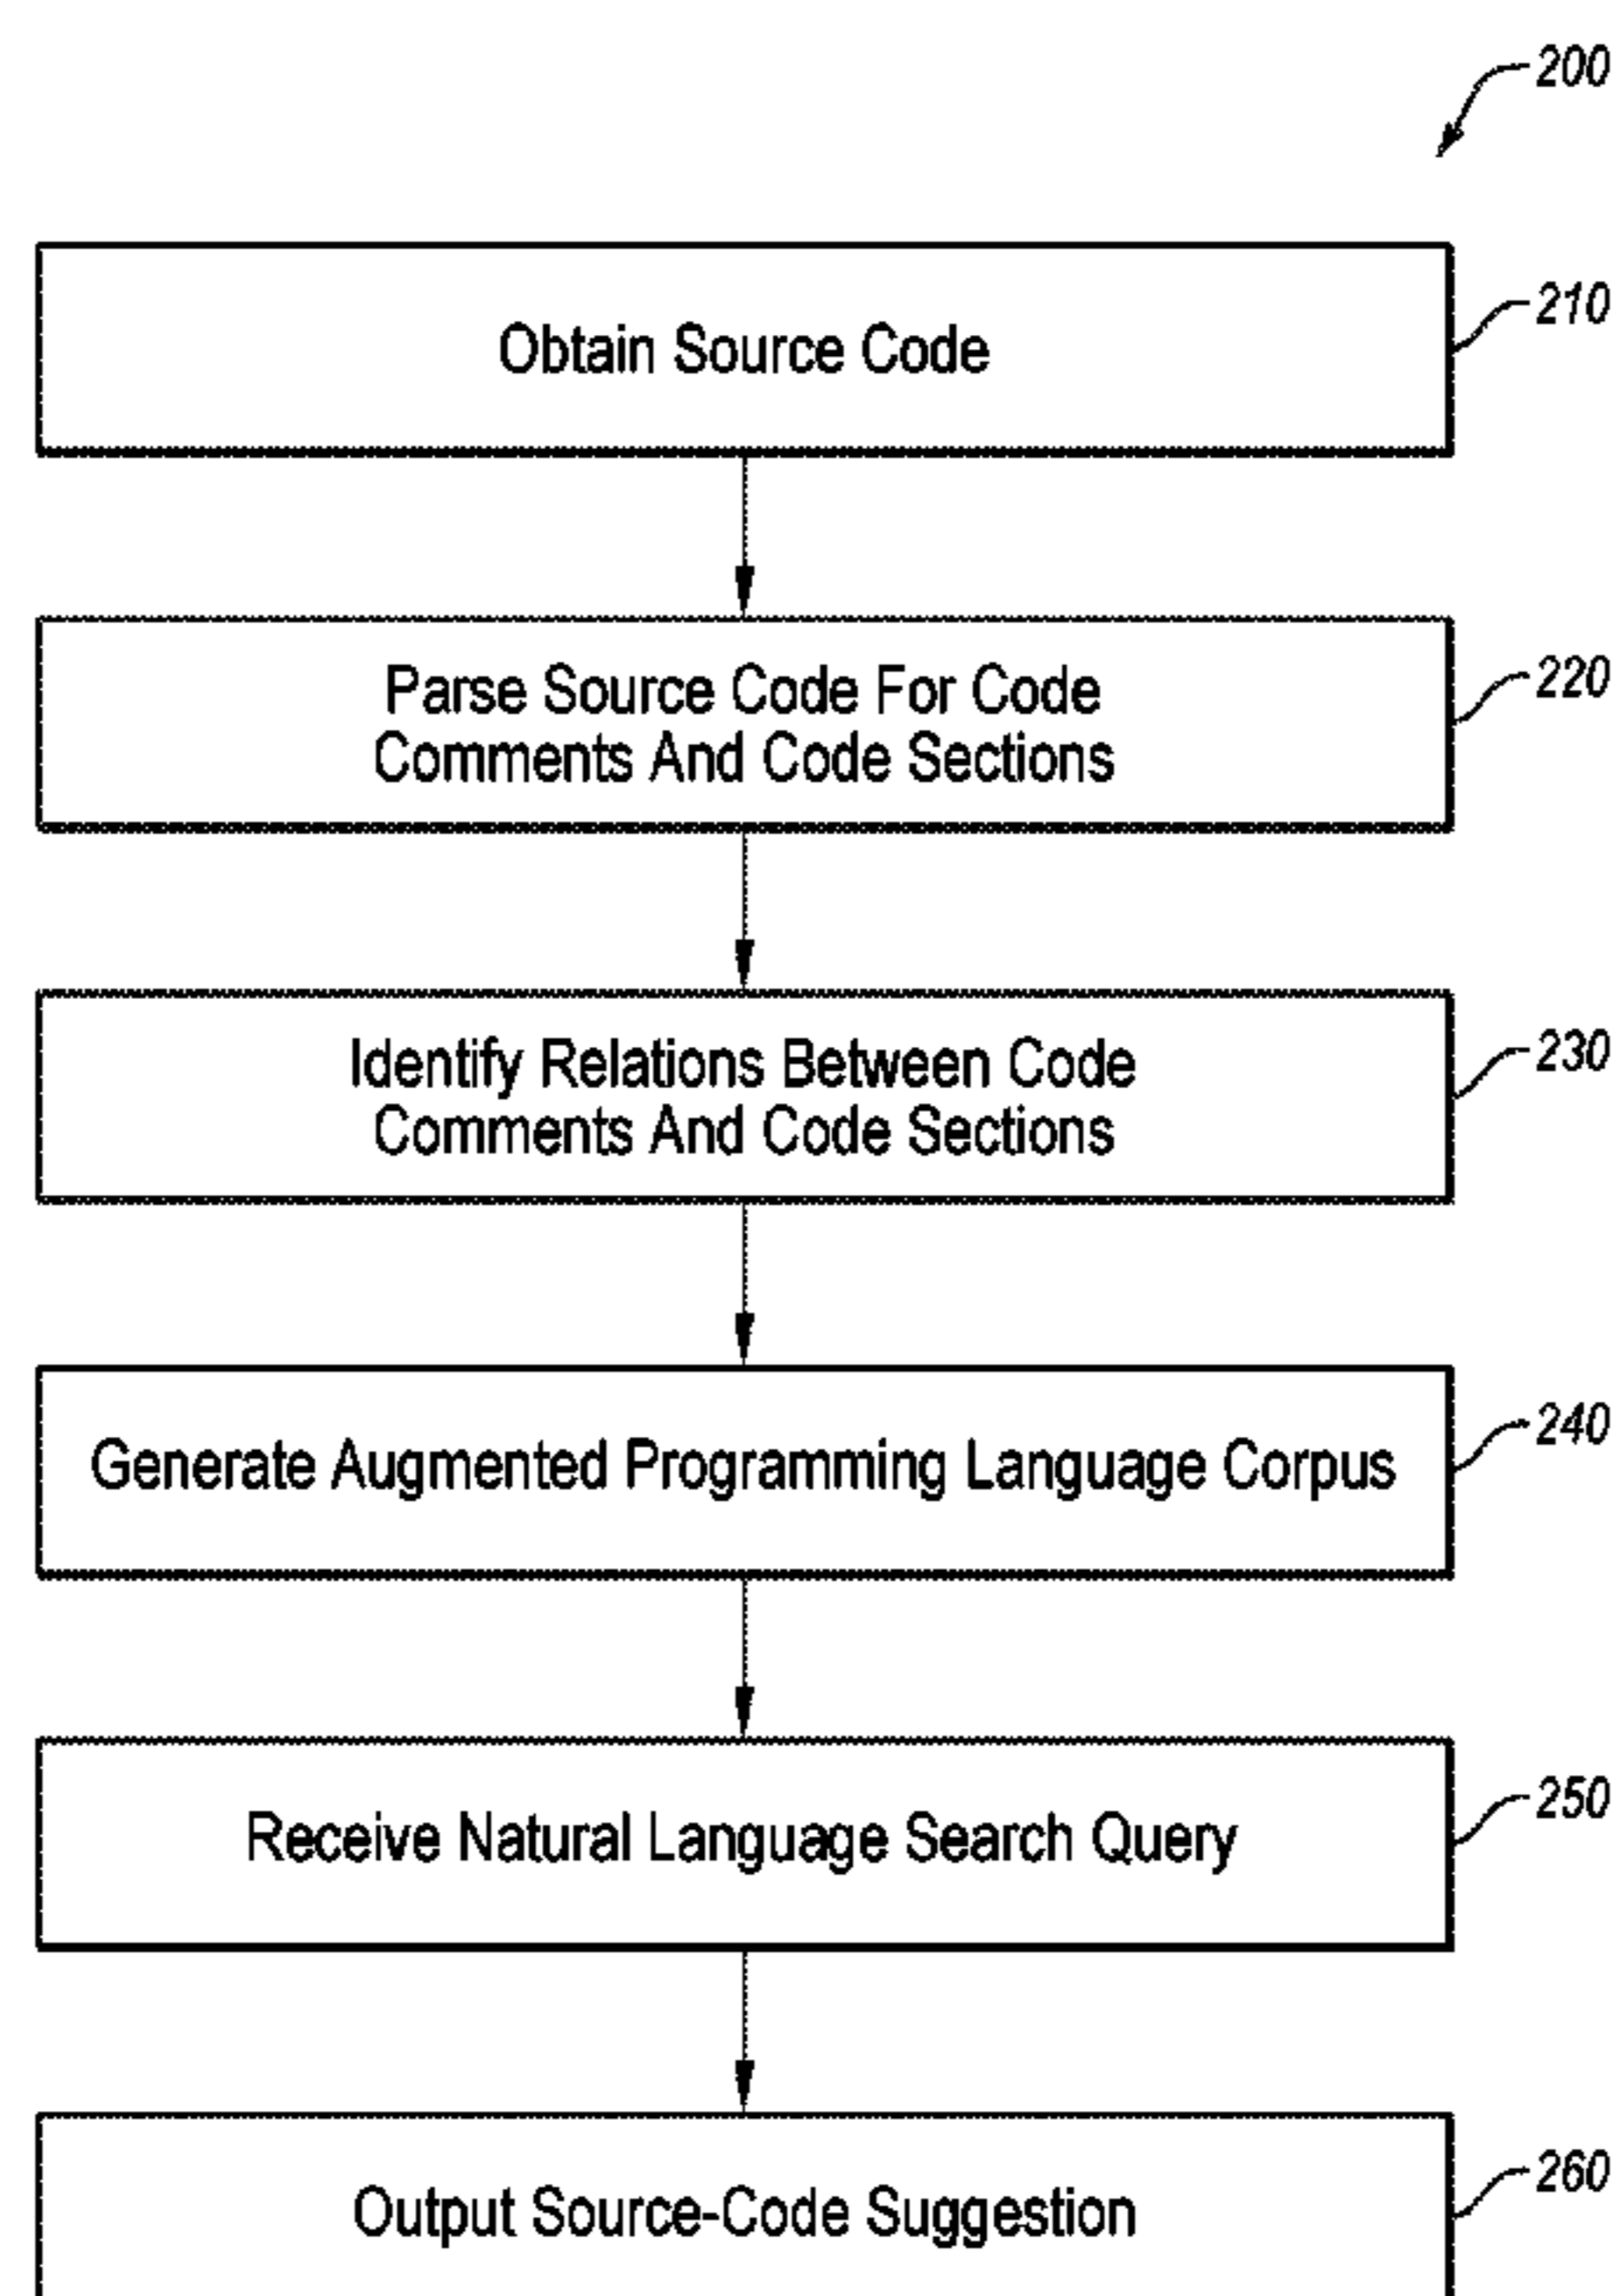 200
Obtain Source Code
210
Parse Source Code For Code
Comments And Code Sections
220
Identify Relations Between Code
Comments And Code Sections
230
Generate Augmented Programming Language Corpus
240
Receive Natural Language Search Query
250
Output Source-Code Suggestion
260